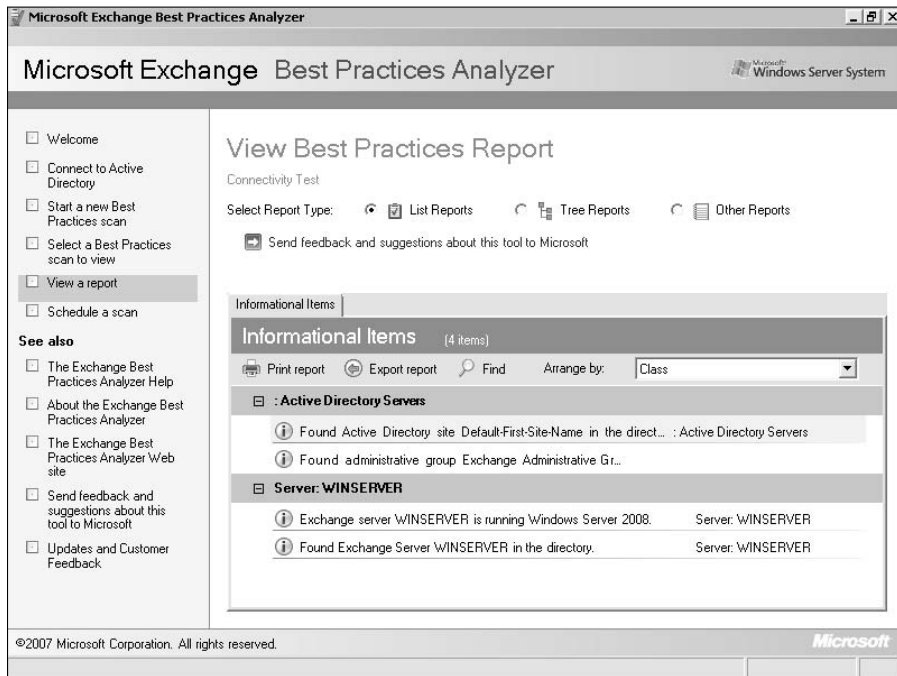 Microsoft Exchange Best Practices Analyzer
Microsoft Exchange Best Practices Analyzer
Microsoft
Windows Server System
Welcome
Connect to Active
Directory
Start a new Best
Practices scan
Select a Best Practices
scan to view
View a report
Schedule a scan
See also
The Exchange Best
Practices Analyzer Help
About the Exchange Best
Practices Analyzer
The Exchange Best
Practices Analyzer Web
site
Send feedback and
suggestions about this
tool to Microsoft
Updates and Customer
Feedback
View Best Practices Report
Connectivity Test
Select Report Type: List Reports Tree Reports Other Reports
Send feedback and suggestions about this tool to Microsoft
Informational Items
Informational Items (4 items)
Print report Export report Find Arrange by: Class
: Active Directory Servers
Found Active Directory site Default-First-Site-Name in the direct... : Active Directory Servers
Found administrative group Exchange Administrative Gr...
Server: WINSERVER
Exchange server WINSERVER is running Windows Server 2008. Server: WINSERVER
Found Exchange Server WINSERVER in the directory. Server: WINSERVER
©2007 Microsoft Corporation. All rights reserved.
Microsoft